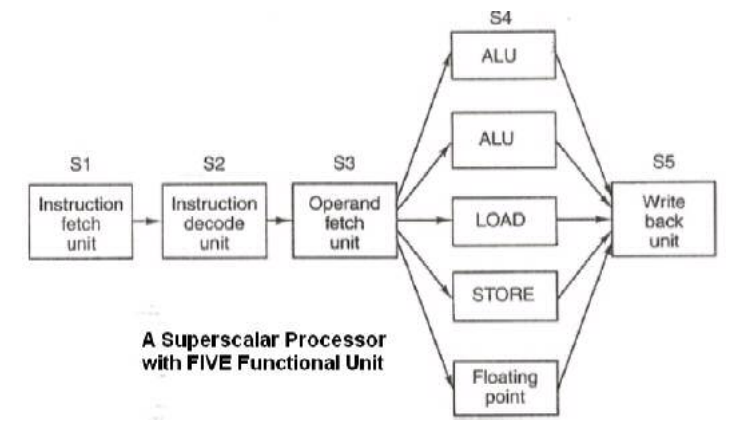 S4
ALU
ALU
S1
S2
S3
S5
Instruction
fetch
unit
Instruction
decode
unit
Operand
fetch
unit
LOAD
Write
back
unit
STORE
A Superscalar Processor
with FIVE Functional Unit
Floating
point